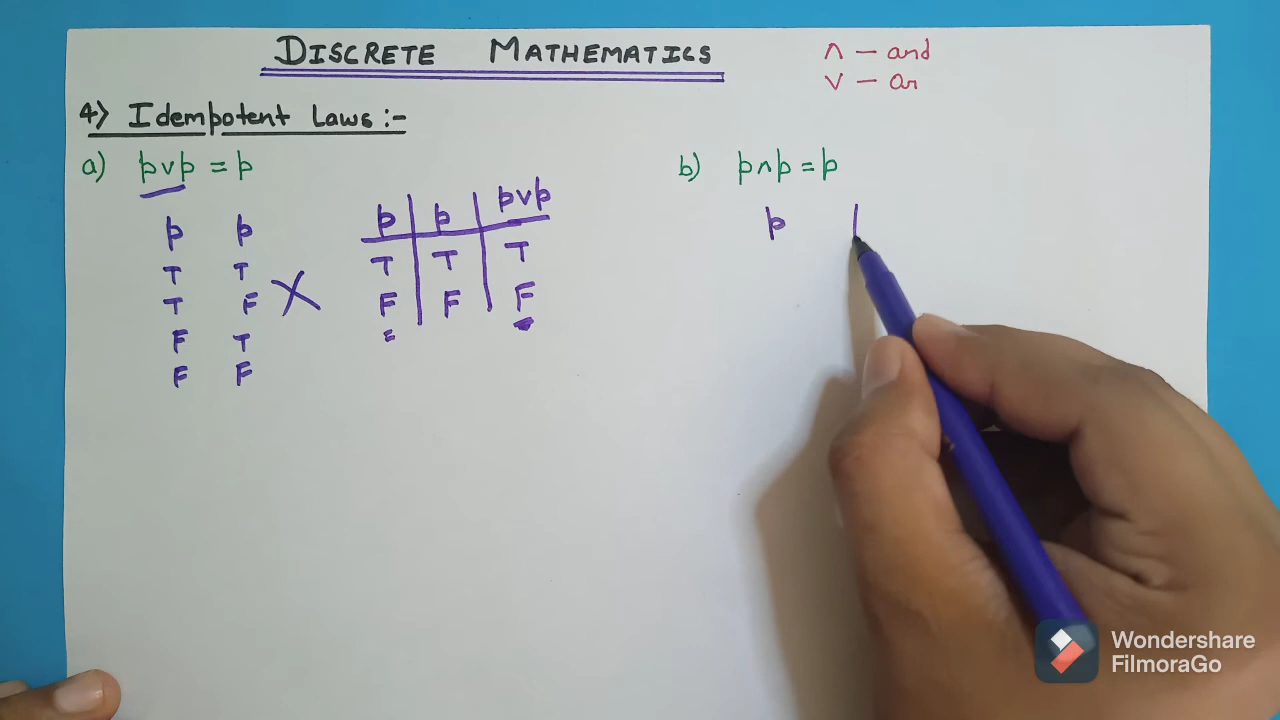 DISCRETE MATHEMATICS
∧ – and
∨ – or
4) Idempotent Laws :-
a) p∨p = p
p p
T T
T F
F T
F F
p p p∨p
T T T
F F F
b) p∧p = p
p
Wondershare
FilmoraGo